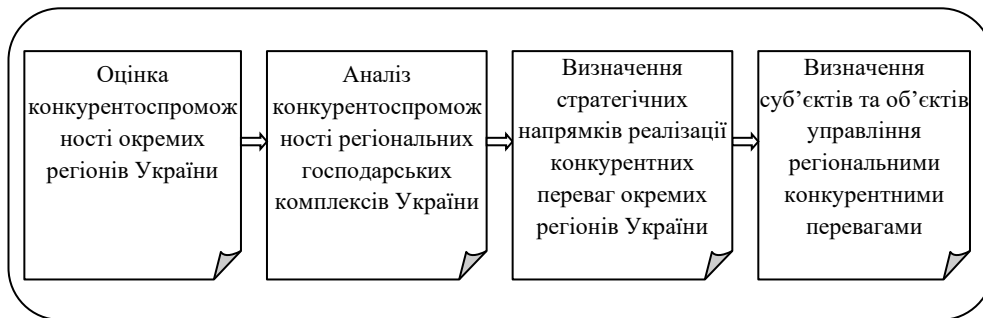 Оцінка
конкурентоспромож
ності окремих
регіонів України
Аналіз
конкурентоспромож
ності регіональних
господарських
комплексів України
Визначення
стратегічних
напрямків реалізації
конкурентних
переваг окремих
регіонів України
Визначення
суб’єктів та об’єктів
управління
регіональними
конкурентними
перевагами